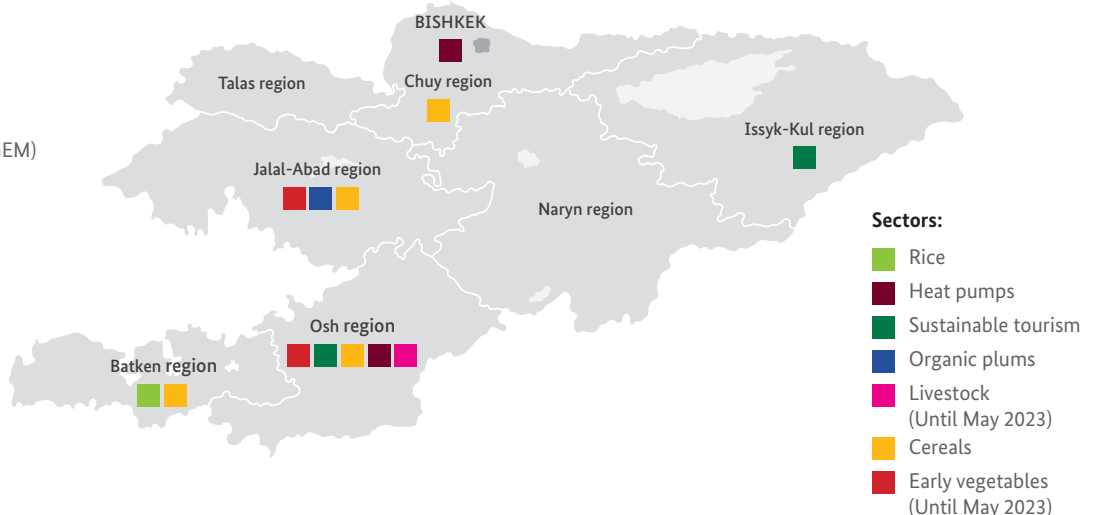 BISHKEK
Talas region
Chuy region
EM)
Issyk-Kul region
Jalal-Abad region
Naryn region
Sectors:
Rice
Heat pumps
Sustainable tourism
Organic plums
Livestock
(Until May 2023)
Cereals
Early vegetables
(Until May 2023)
Osh region
Batken region